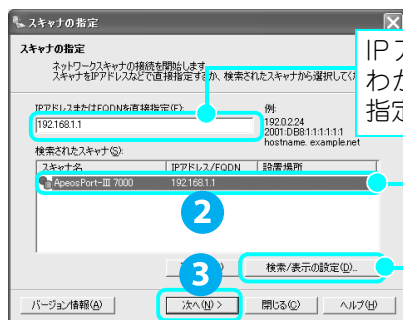 スキャナの指定
スキャナの指定
ネットワークスキャナの接続を開始します。
スキャナをIPアドレスなどで直接指定するか、検索されたスキャナから選択してく
IPア
わか
指定
IPアドレスまたはFQDNを直接指定(F):
192.168.1.1
例:
192.0.2.24
2001:DB8:1:1:1:1:1:1
hostname. example.net
検索されたスキャナ(S):
スキャナ名 IPアドレス/FQDN 設置場所
ApeosPort-III 7000 192.168.1.1
2
3
検索/表示の設定(D)...
バージョン情報(A) 次へ(N) > 閉じる(C) ヘルプ(H)